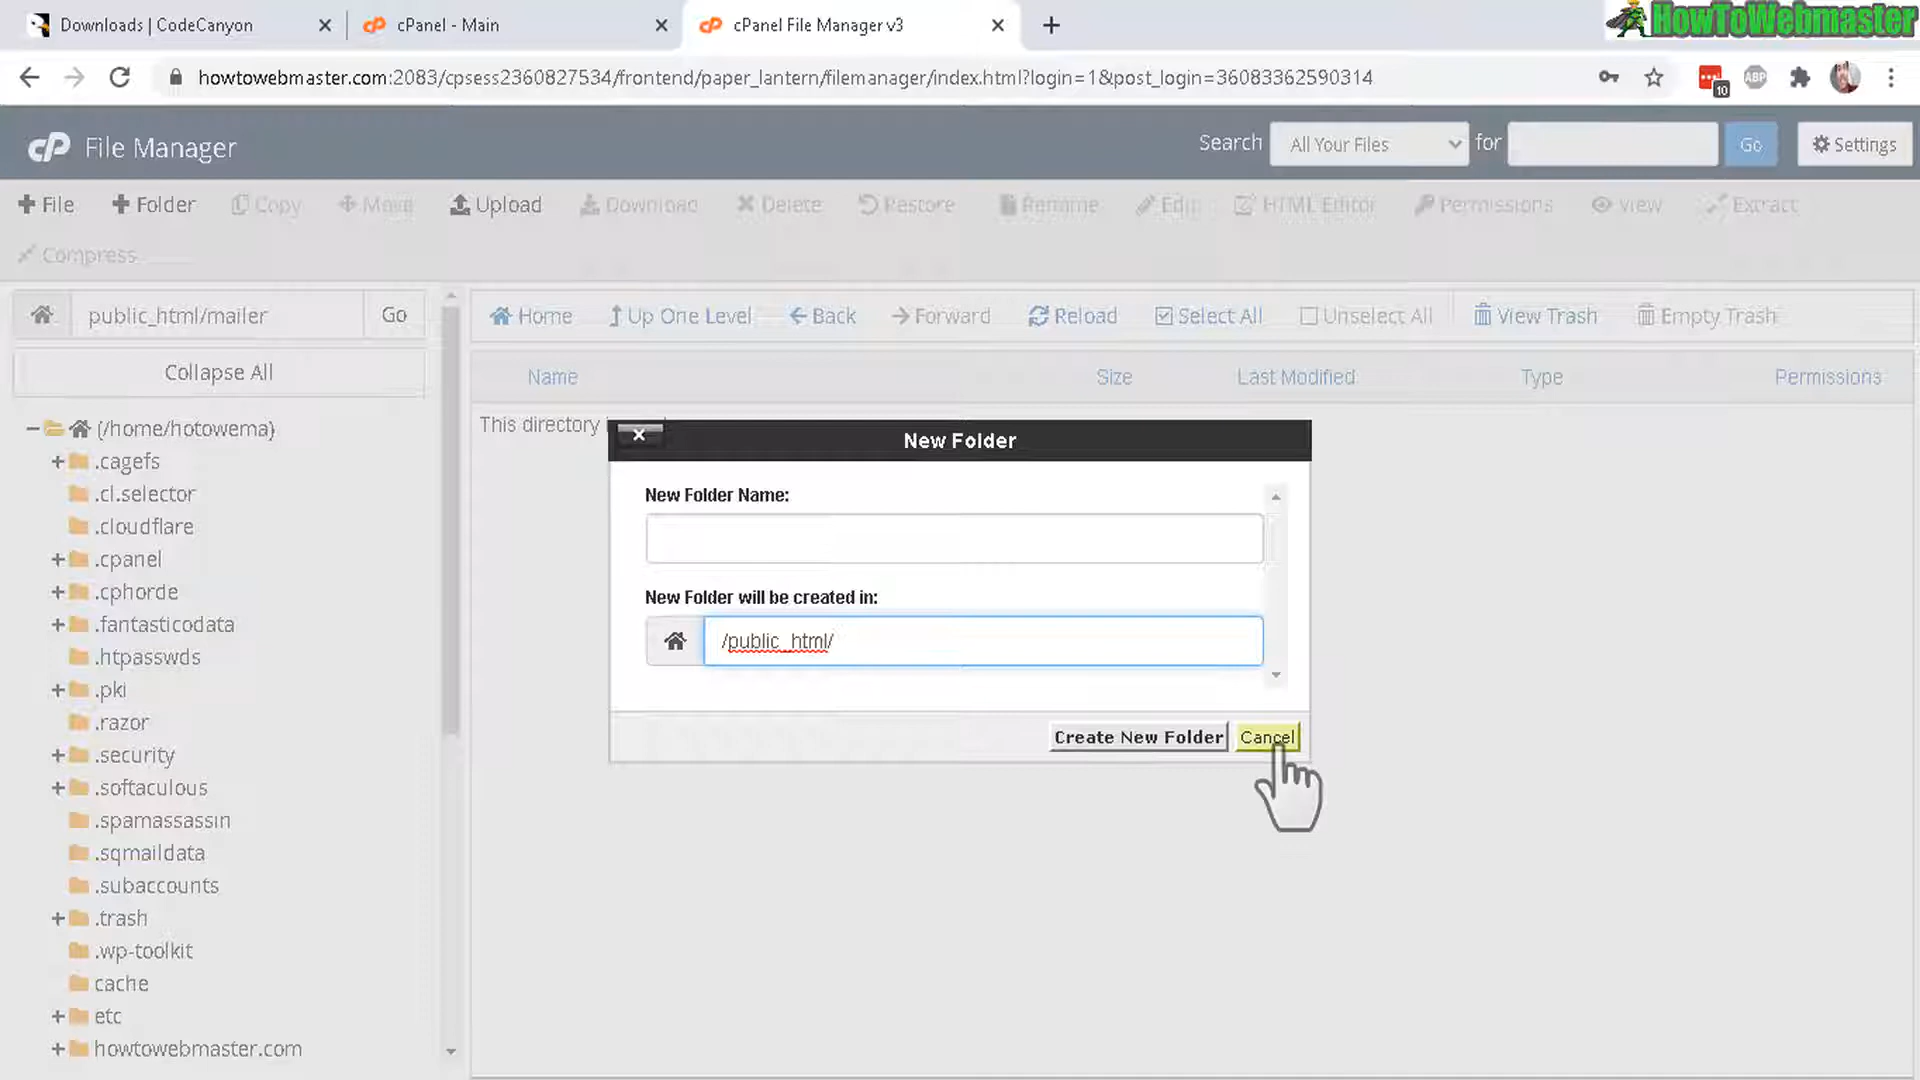 Downloads | CodeCanyon
cPanel - Main
cPanel File Manager v3
HowToWebmaster
howtowebmaster.com:2083/cpsess2360827534/frontend/paper_lantern/filemanager/index.html?login=1&post_login=36083362590314
10
ABP
cP File Manager
Search All Your Files for Go Settings
File Folder Copy Move Upload Download Delete Restore Rename Edit HTML Editor Permissions View Extract
Compress
public_html/mailer Go
Home Up One Level Back Forward Reload Select All Unselect All View Trash Empty Trash
Collapse All
Name Size Last Modified Type Permissions
This directory
New Folder
New Folder Name:
New Folder will be created in:
/public_html/
Create New Folder Cancel
(/home/hotowema)
.cagefs
.cl.selector
.cloudflare
.cpanel
.cphorde
.fantasticodata
.htpasswds
.pki
.razor
.security
.softaculous
.spamassassin
.sqmaildata
.subaccounts
.trash
.wp-toolkit
cache
etc
howtowebmaster.com